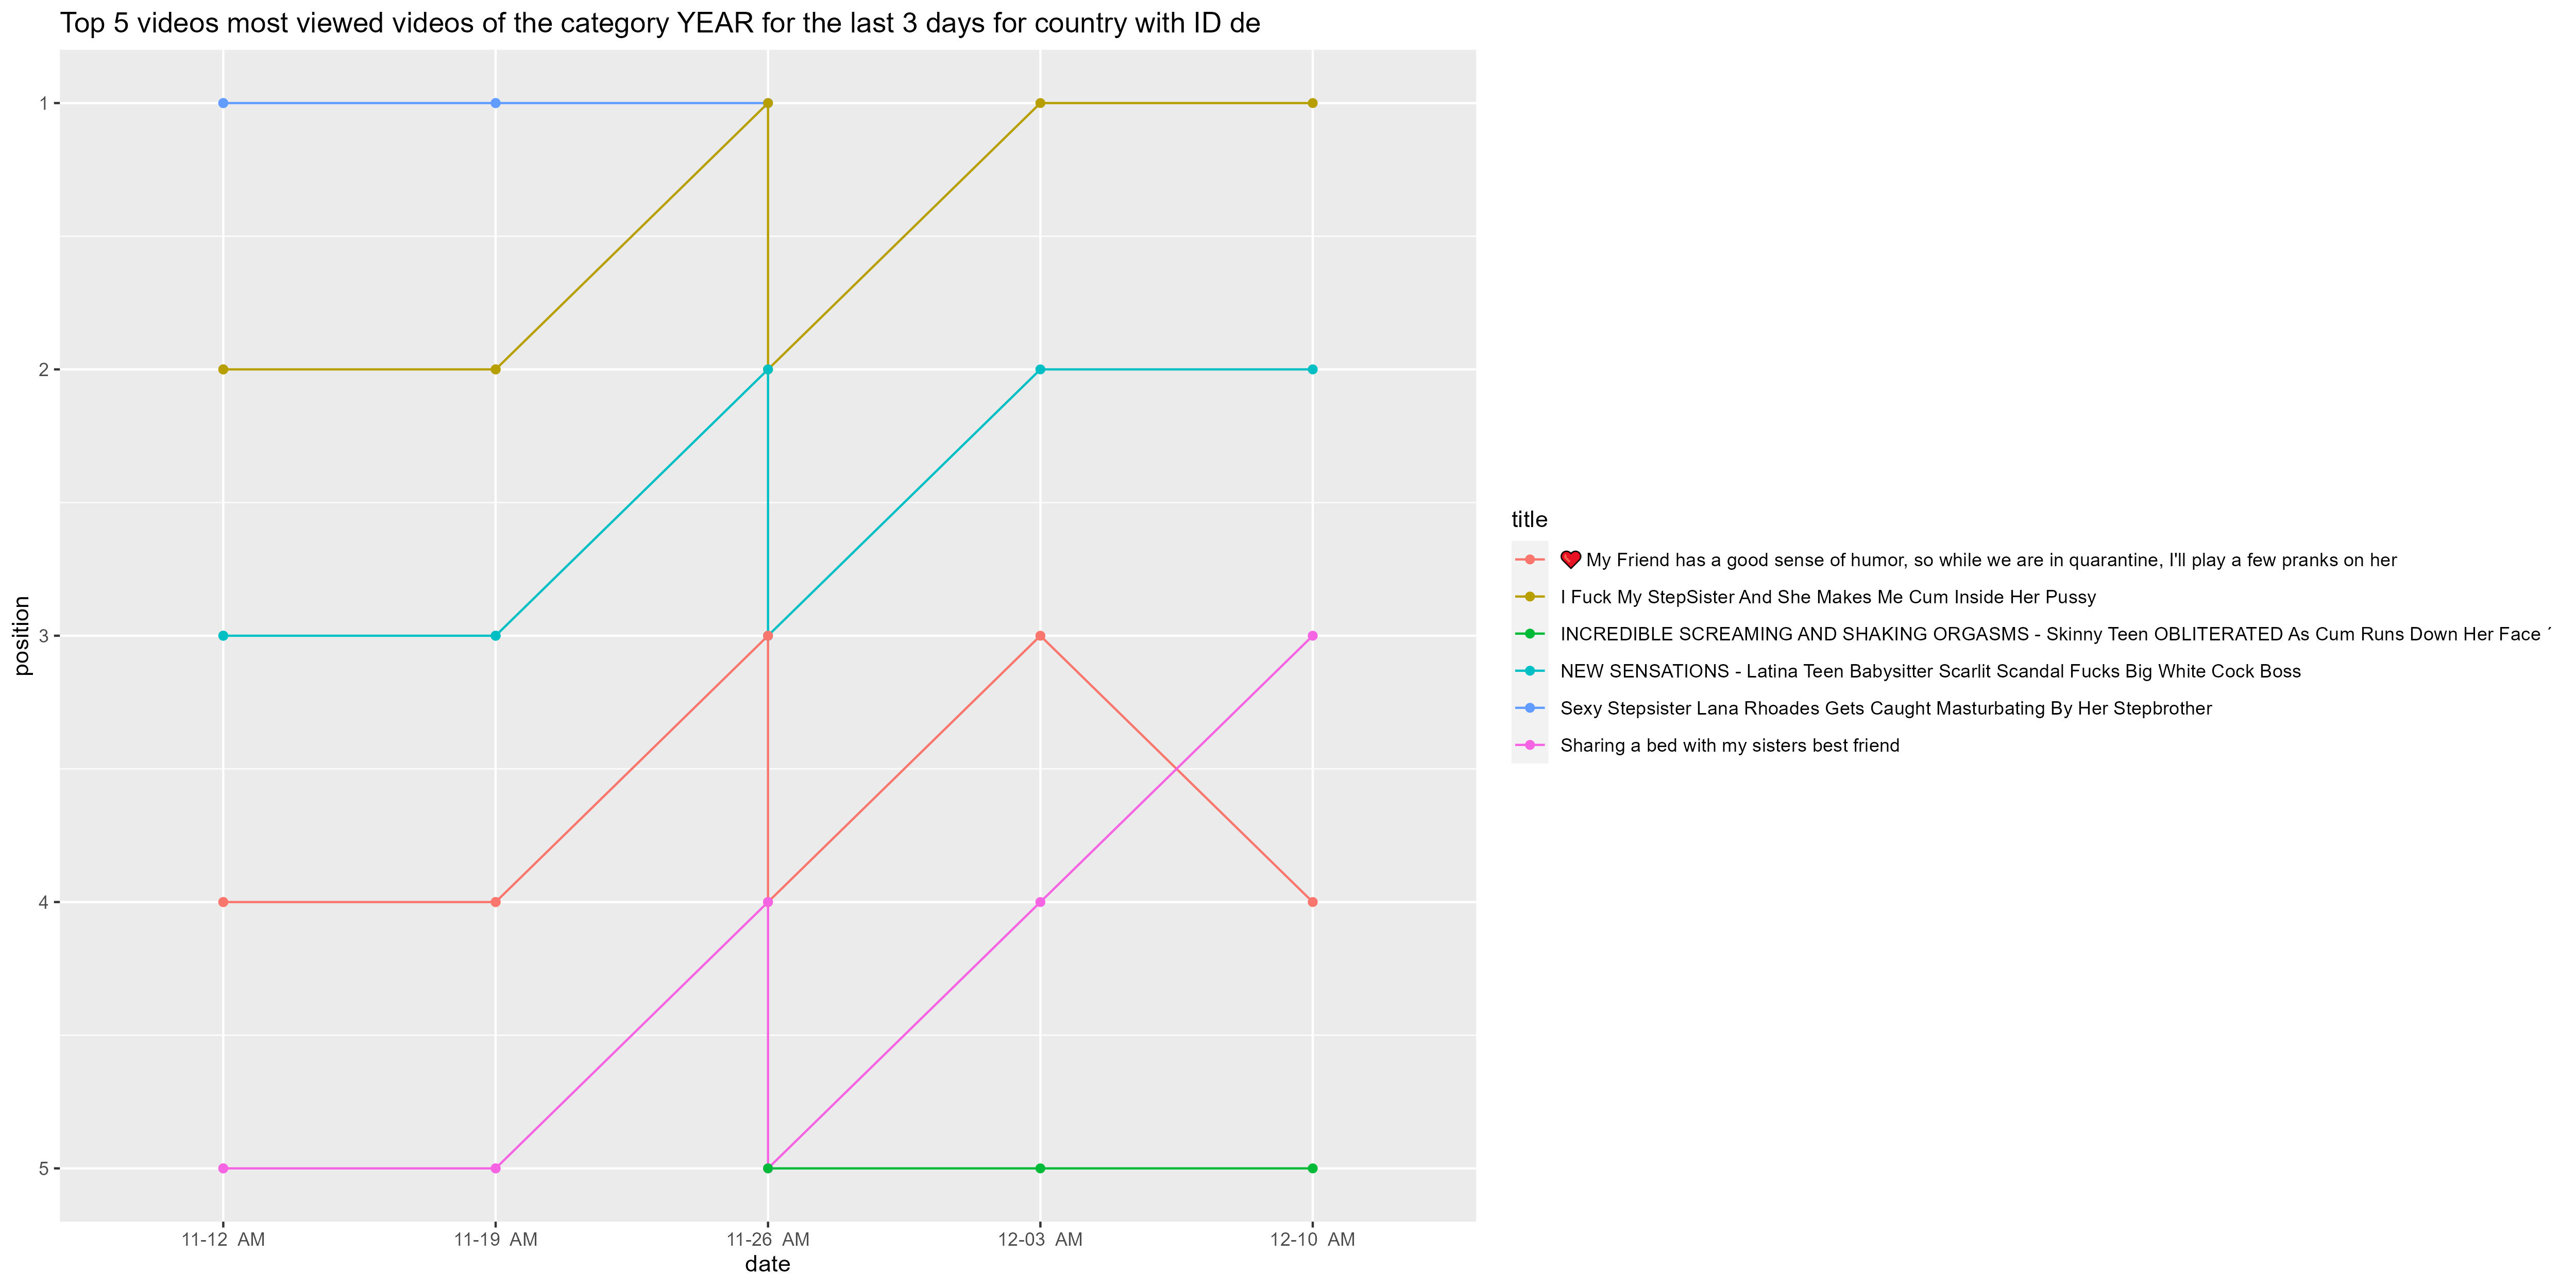 Top 5 videos most viewed videos of the category YEAR for the last 3 days for country with ID de
position
1
2
3
4
5
11-12 AM
11-19 AM
11-26 AM
12-03 AM
12-10 AM
date
title
❤️ My Friend has a good sense of humor, so while we are in quarantine, I'll play a few pranks on her
I Fuck My StepSister And She Makes Me Cum Inside Her Pussy
INCREDIBLE SCREAMING AND SHAKING ORGASMS - Skinny Teen OBLITERATED As Cum Runs Down Her Face
NEW SENSATIONS - Latina Teen Babysitter Scarlit Scandal Fucks Big White Cock Boss
Sexy Stepsister Lana Rhoades Gets Caught Masturbating By Her Stepbrother
Sharing a bed with my sisters best friend